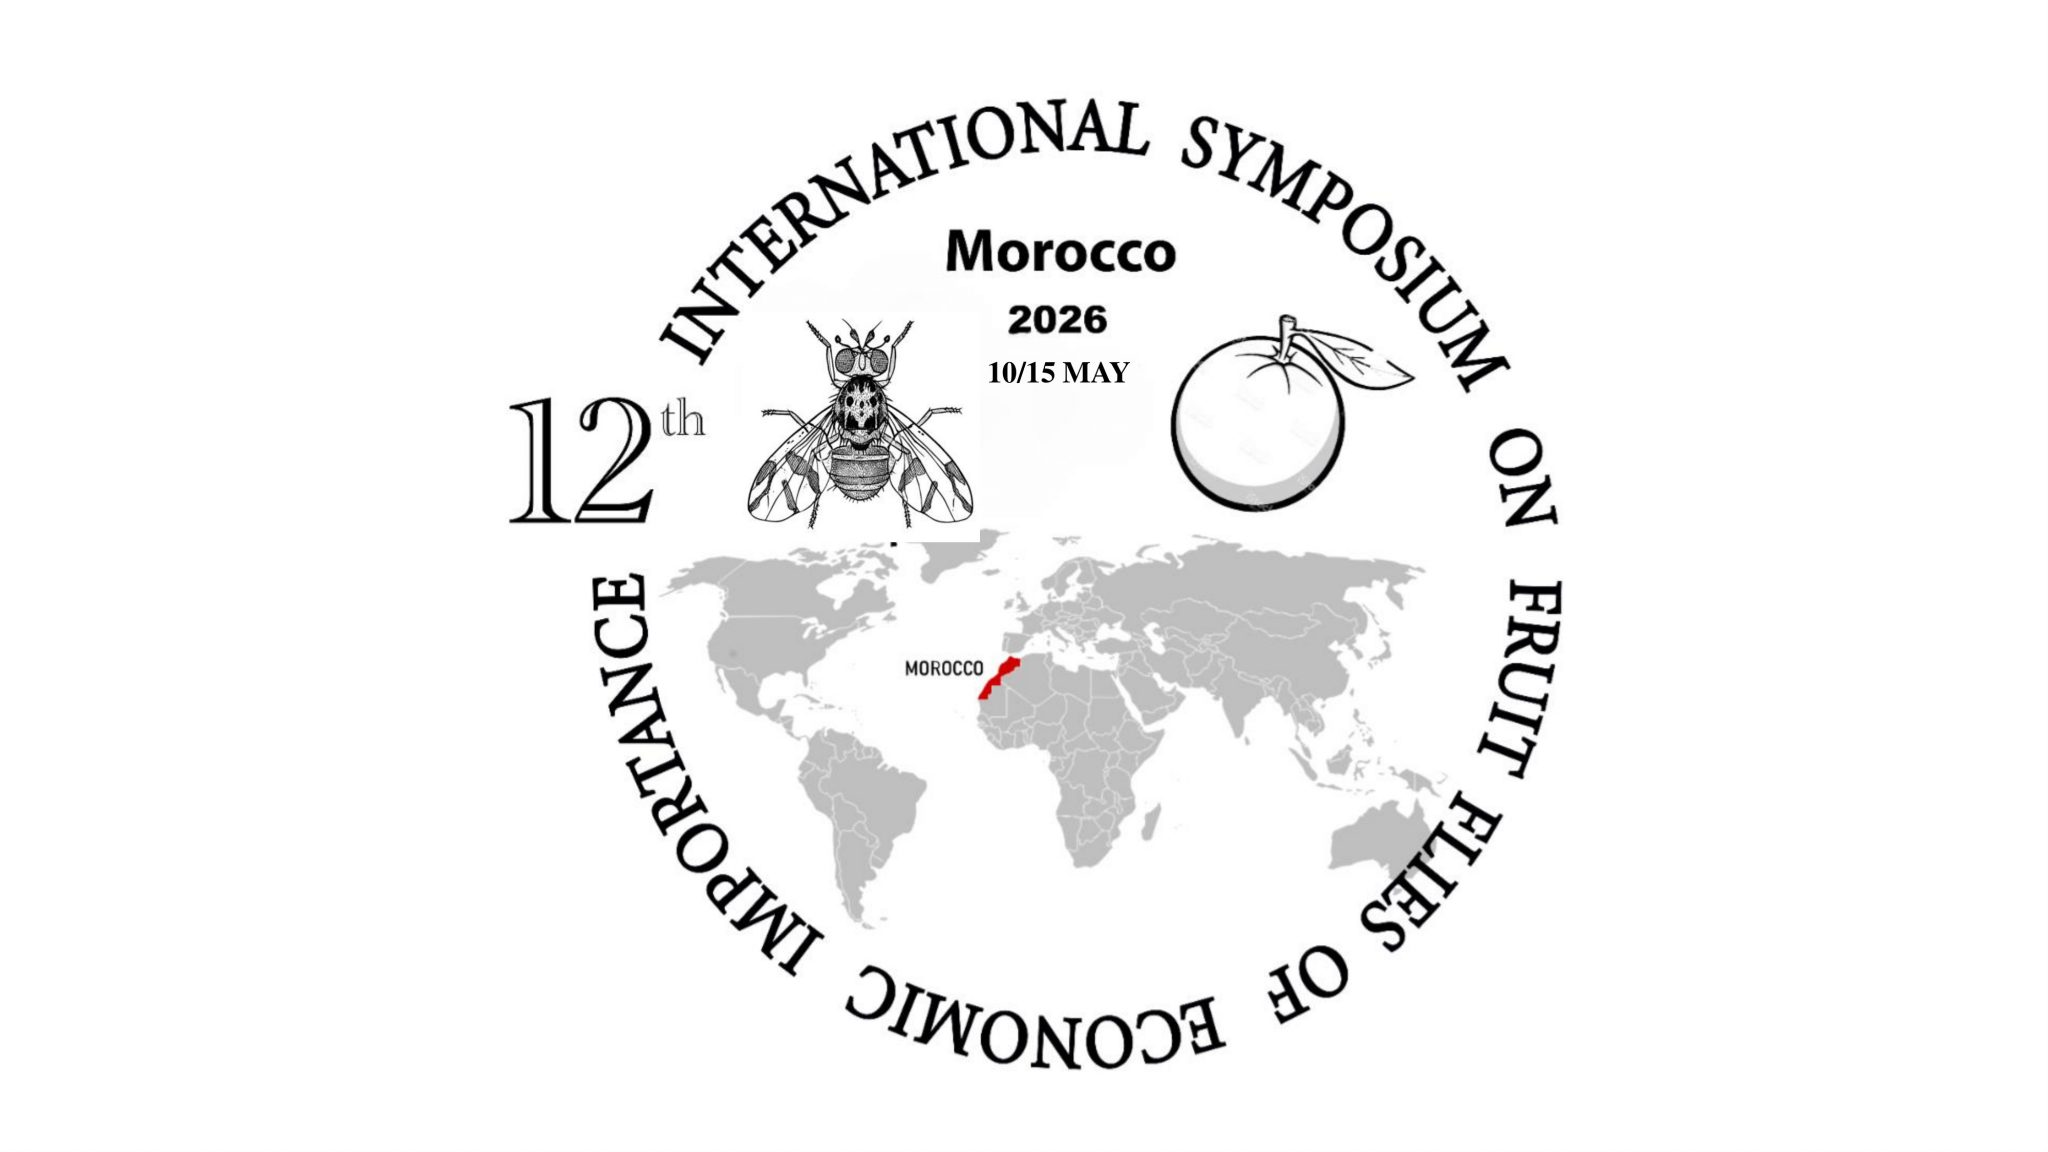 12th INTERNATIONAL SYMPOSIUM ON FRUIT FLIES OF ECONOMIC IMPORTANCE
Morocco
2026
10/15 MAY
MOROCCO